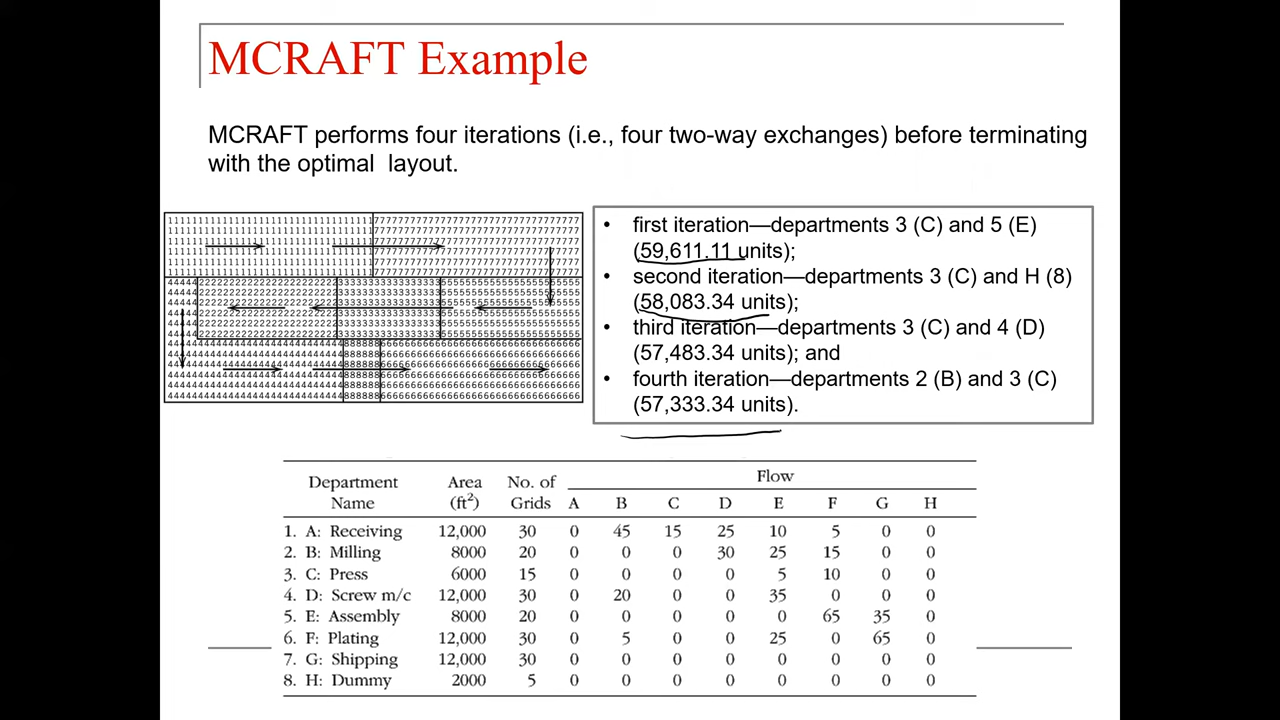 MCRAFT Example
MCRAFT performs four iterations (i.e., four two-way exchanges) before terminating
with the optimal layout.
• first iteration—departments 3 (C) and 5 (E)
(59,611.11 units);
• second iteration—departments 3 (C) and H (8)
(58,083.34 units);
• third iteration—departments 3 (C) and 4 (D)
(57,483.34 units); and
• fourth iteration—departments 2 (B) and 3 (C)
(57,333.34 units).
Department Area No. of Flow
Name (ft²) Grids A B C D E F G H
1. A: Receiving 12,000 30 0 45 15 25 10 5 0 0
2. B: Milling 8000 20 0 0 0 30 25 15 0 0
3. C: Press 6000 15 0 0 0 0 5 10 0 0
4. D: Screw m/c 12,000 30 0 20 0 0 35 0 0 0
5. E: Assembly 8000 20 0 0 0 0 0 65 35 0
6. F: Plating 12,000 30 0 5 0 0 25 0 65 0
7. G: Shipping 12,000 30 0 0 0 0 0 0 0 0
8. H: Dummy 2000 5 0 0 0 0 0 0 0 0